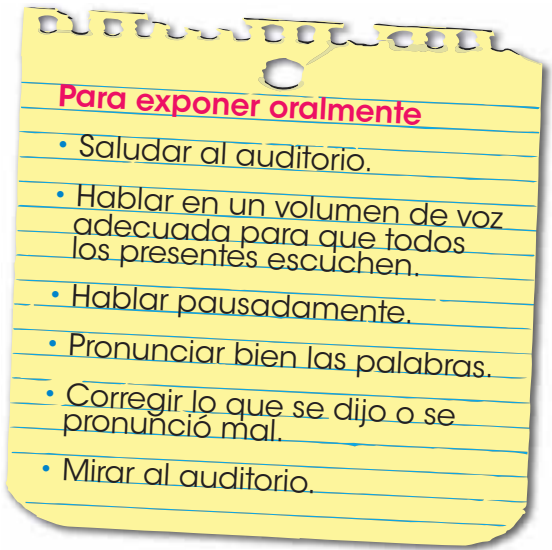 Para exponer oralmente
• Saludar al auditorio.
• Hablar en un volumen de voz
adecuada para que todos
los presentes escuchen.
• Hablar pausadamente.
• Pronunciar bien las palabras.
• Corregir lo que se dijo o se
pronunció mal.
• Mirar al auditorio.